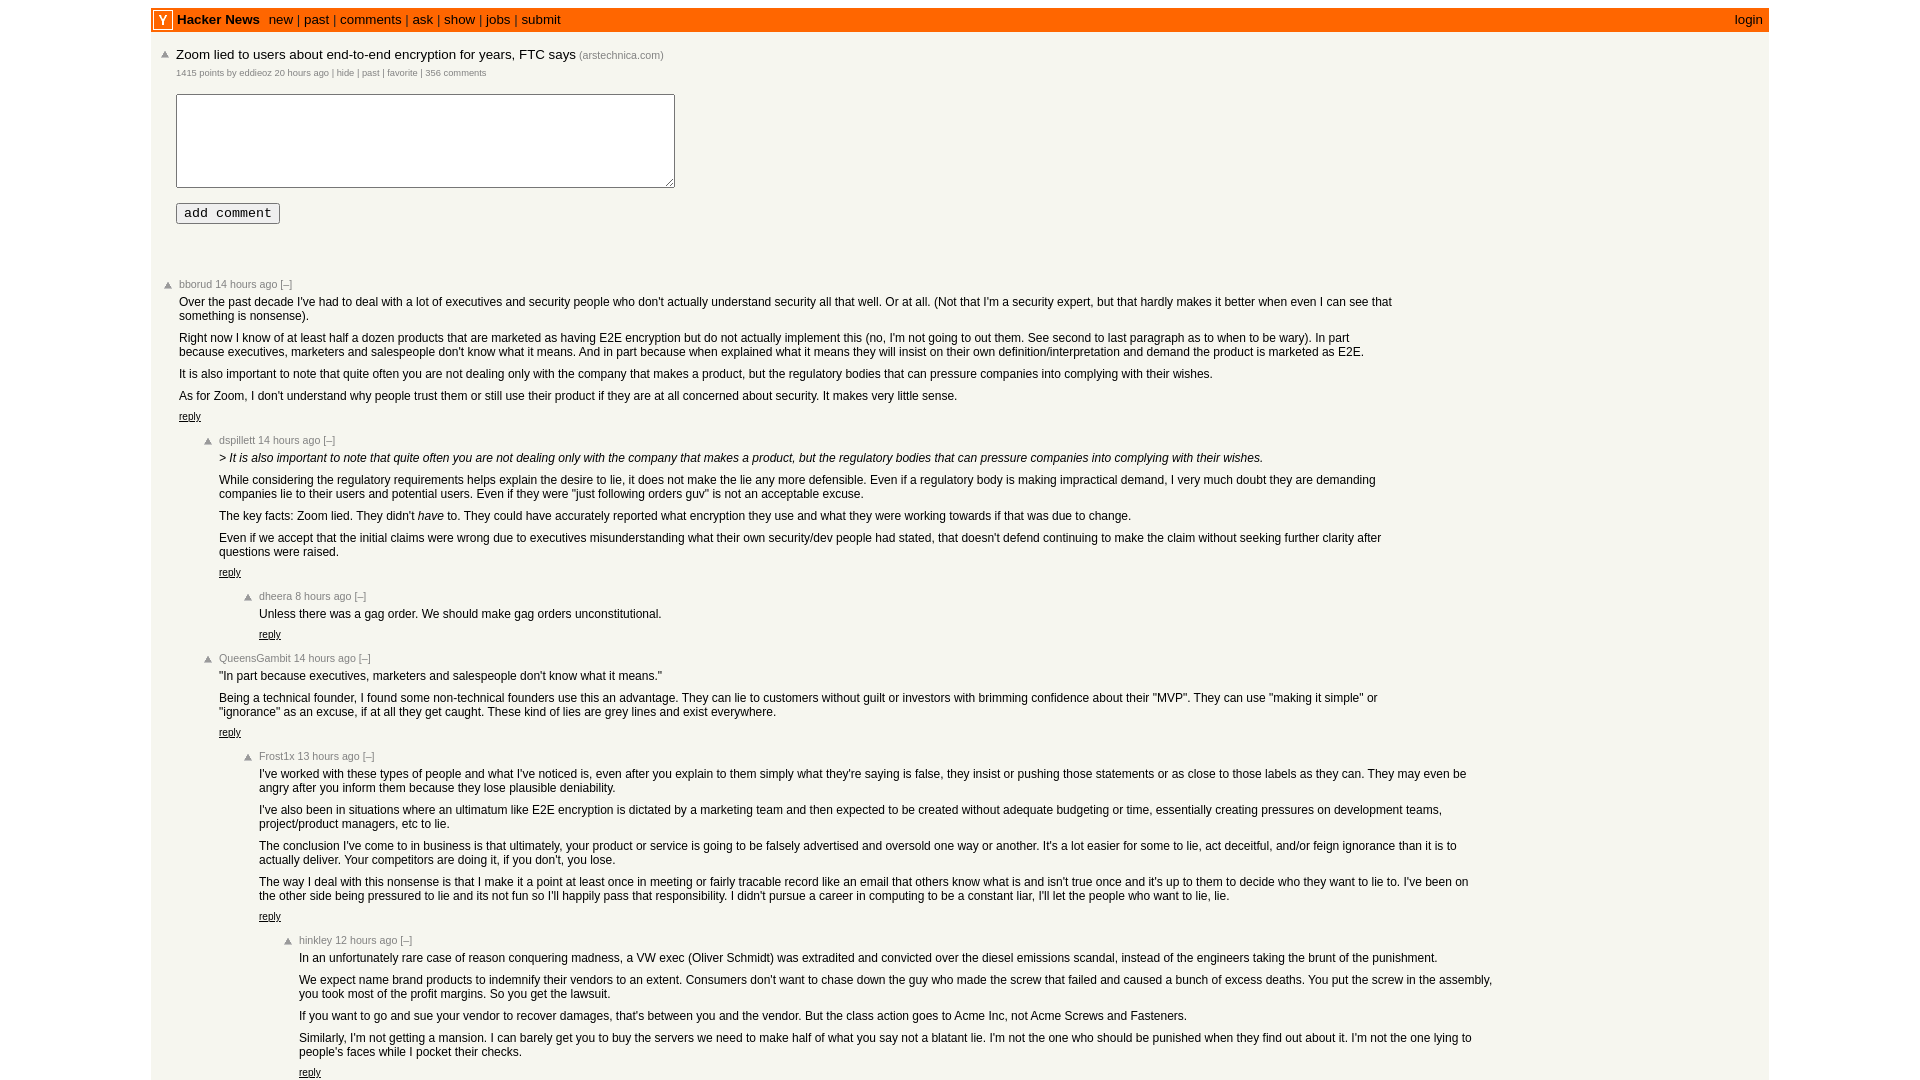 Y Hacker News new | past | comments | ask | show | jobs | submit login
Zoom lied to users about end-to-end encryption for years, FTC says (arstechnica.com)
1415 points by eddieoz 20 hours ago | hide | past | favorite | 356 comments
add comment
bborud 14 hours ago [–]
Over the past decade I've had to deal with a lot of executives and security people who don't actually understand security all that well. Or at all. (Not that I'm a security expert, but that hardly makes it better when even I can see that
something is nonsense).
Right now I know of at least half a dozen products that are marketed as having E2E encryption but do not actually implement this (no, I'm not going to out them. See second to last paragraph as to when to be wary). In part
because executives, marketers and salespeople don't know what it means. And in part because when explained what it means they will insist on their own definition/interpretation and demand the product is marketed as E2E.
It is also important to note that quite often you are not dealing only with the company that makes a product, but the regulatory bodies that can pressure companies into complying with their wishes.
As for Zoom, I don't understand why people trust them or still use their product if they are at all concerned about security. It makes very little sense.
reply
dspillett 14 hours ago [–]
> It is also important to note that quite often you are not dealing only with the company that makes a product, but the regulatory bodies that can pressure companies into complying with their wishes.
While considering the regulatory requirements helps explain the desire to lie, it does not make the lie any more defensible. Even if a regulatory body is making impractical demand, I very much doubt they are demanding
companies lie to their users and potential users. Even if they were "just following orders guv" is not an acceptable excuse.
The key facts: Zoom lied. They didn't have to. They could have accurately reported what encryption they use and what they were working towards if that was due to change.
Even if we accept that the initial claims were wrong due to executives misunderstanding what their own security/dev people had stated, that doesn't defend continuing to make the claim without seeking further clarity after
questions were raised.
reply
dheera 8 hours ago [–]
Unless there was a gag order. We should make gag orders unconstitutional.
reply
QueensGambit 14 hours ago [–]
"In part because executives, marketers and salespeople don't know what it means."
Being a technical founder, I found some non-technical founders use this an advantage. They can lie to customers without guilt or investors with brimming confidence about their "MVP". They can use "making it simple" or
"ignorance" as an excuse, if at all they get caught. These kind of lies are grey lines and exist everywhere.
reply
Frost1x 13 hours ago [–]
I've worked with these types of people and what I've noticed is, even after you explain to them simply what they're saying is false, they insist or pushing those statements or as close to those labels as they can. They may even be
angry after you inform them because they lose plausible deniability.
I've also been in situations where an ultimatum like E2E encryption is dictated by a marketing team and then expected to be created without adequate budgeting or time, essentially creating pressures on development teams,
project/product managers, etc to lie.
The conclusion I've come to in business is that ultimately, your product or service is going to be falsely advertised and oversold one way or another. It's a lot easier for some to lie, act deceitful, and/or feign ignorance than it is to
actually deliver. Your competitors are doing it, if you don't, you lose.
The way I deal with this nonsense is that I make it a point at least once in meeting or fairly tracable record like an email that others know what is and isn't true once and it's up to them to decide who they want to lie to. I've been on
the other side being pressured to lie and its not fun so I'll happily pass that responsibility. I didn't pursue a career in computing to be a constant liar, I'll let the people who want to lie, lie.
reply
hinkley 12 hours ago [–]
In an unfortunately rare case of reason conquering madness, a VW exec (Oliver Schmidt) was extradited and convicted over the diesel emissions scandal, instead of the engineers taking the brunt of the punishment.
We expect name brand products to indemnify their vendors to an extent. Consumers don't want to chase down the guy who made the screw that failed and caused a bunch of excess deaths. You put the screw in the assembly,
you took most of the profit margins. So you get the lawsuit.
If you want to go and sue your vendor to recover damages, that's between you and the vendor. But the class action goes to Acme Inc, not Acme Screws and Fasteners.
Similarly, I'm not getting a mansion. I can barely get you to buy the servers we need to make half of what you say not a blatant lie. I'm not the one who should be punished when they find out about it. I'm not the one lying to
people's faces while I pocket their checks.
reply